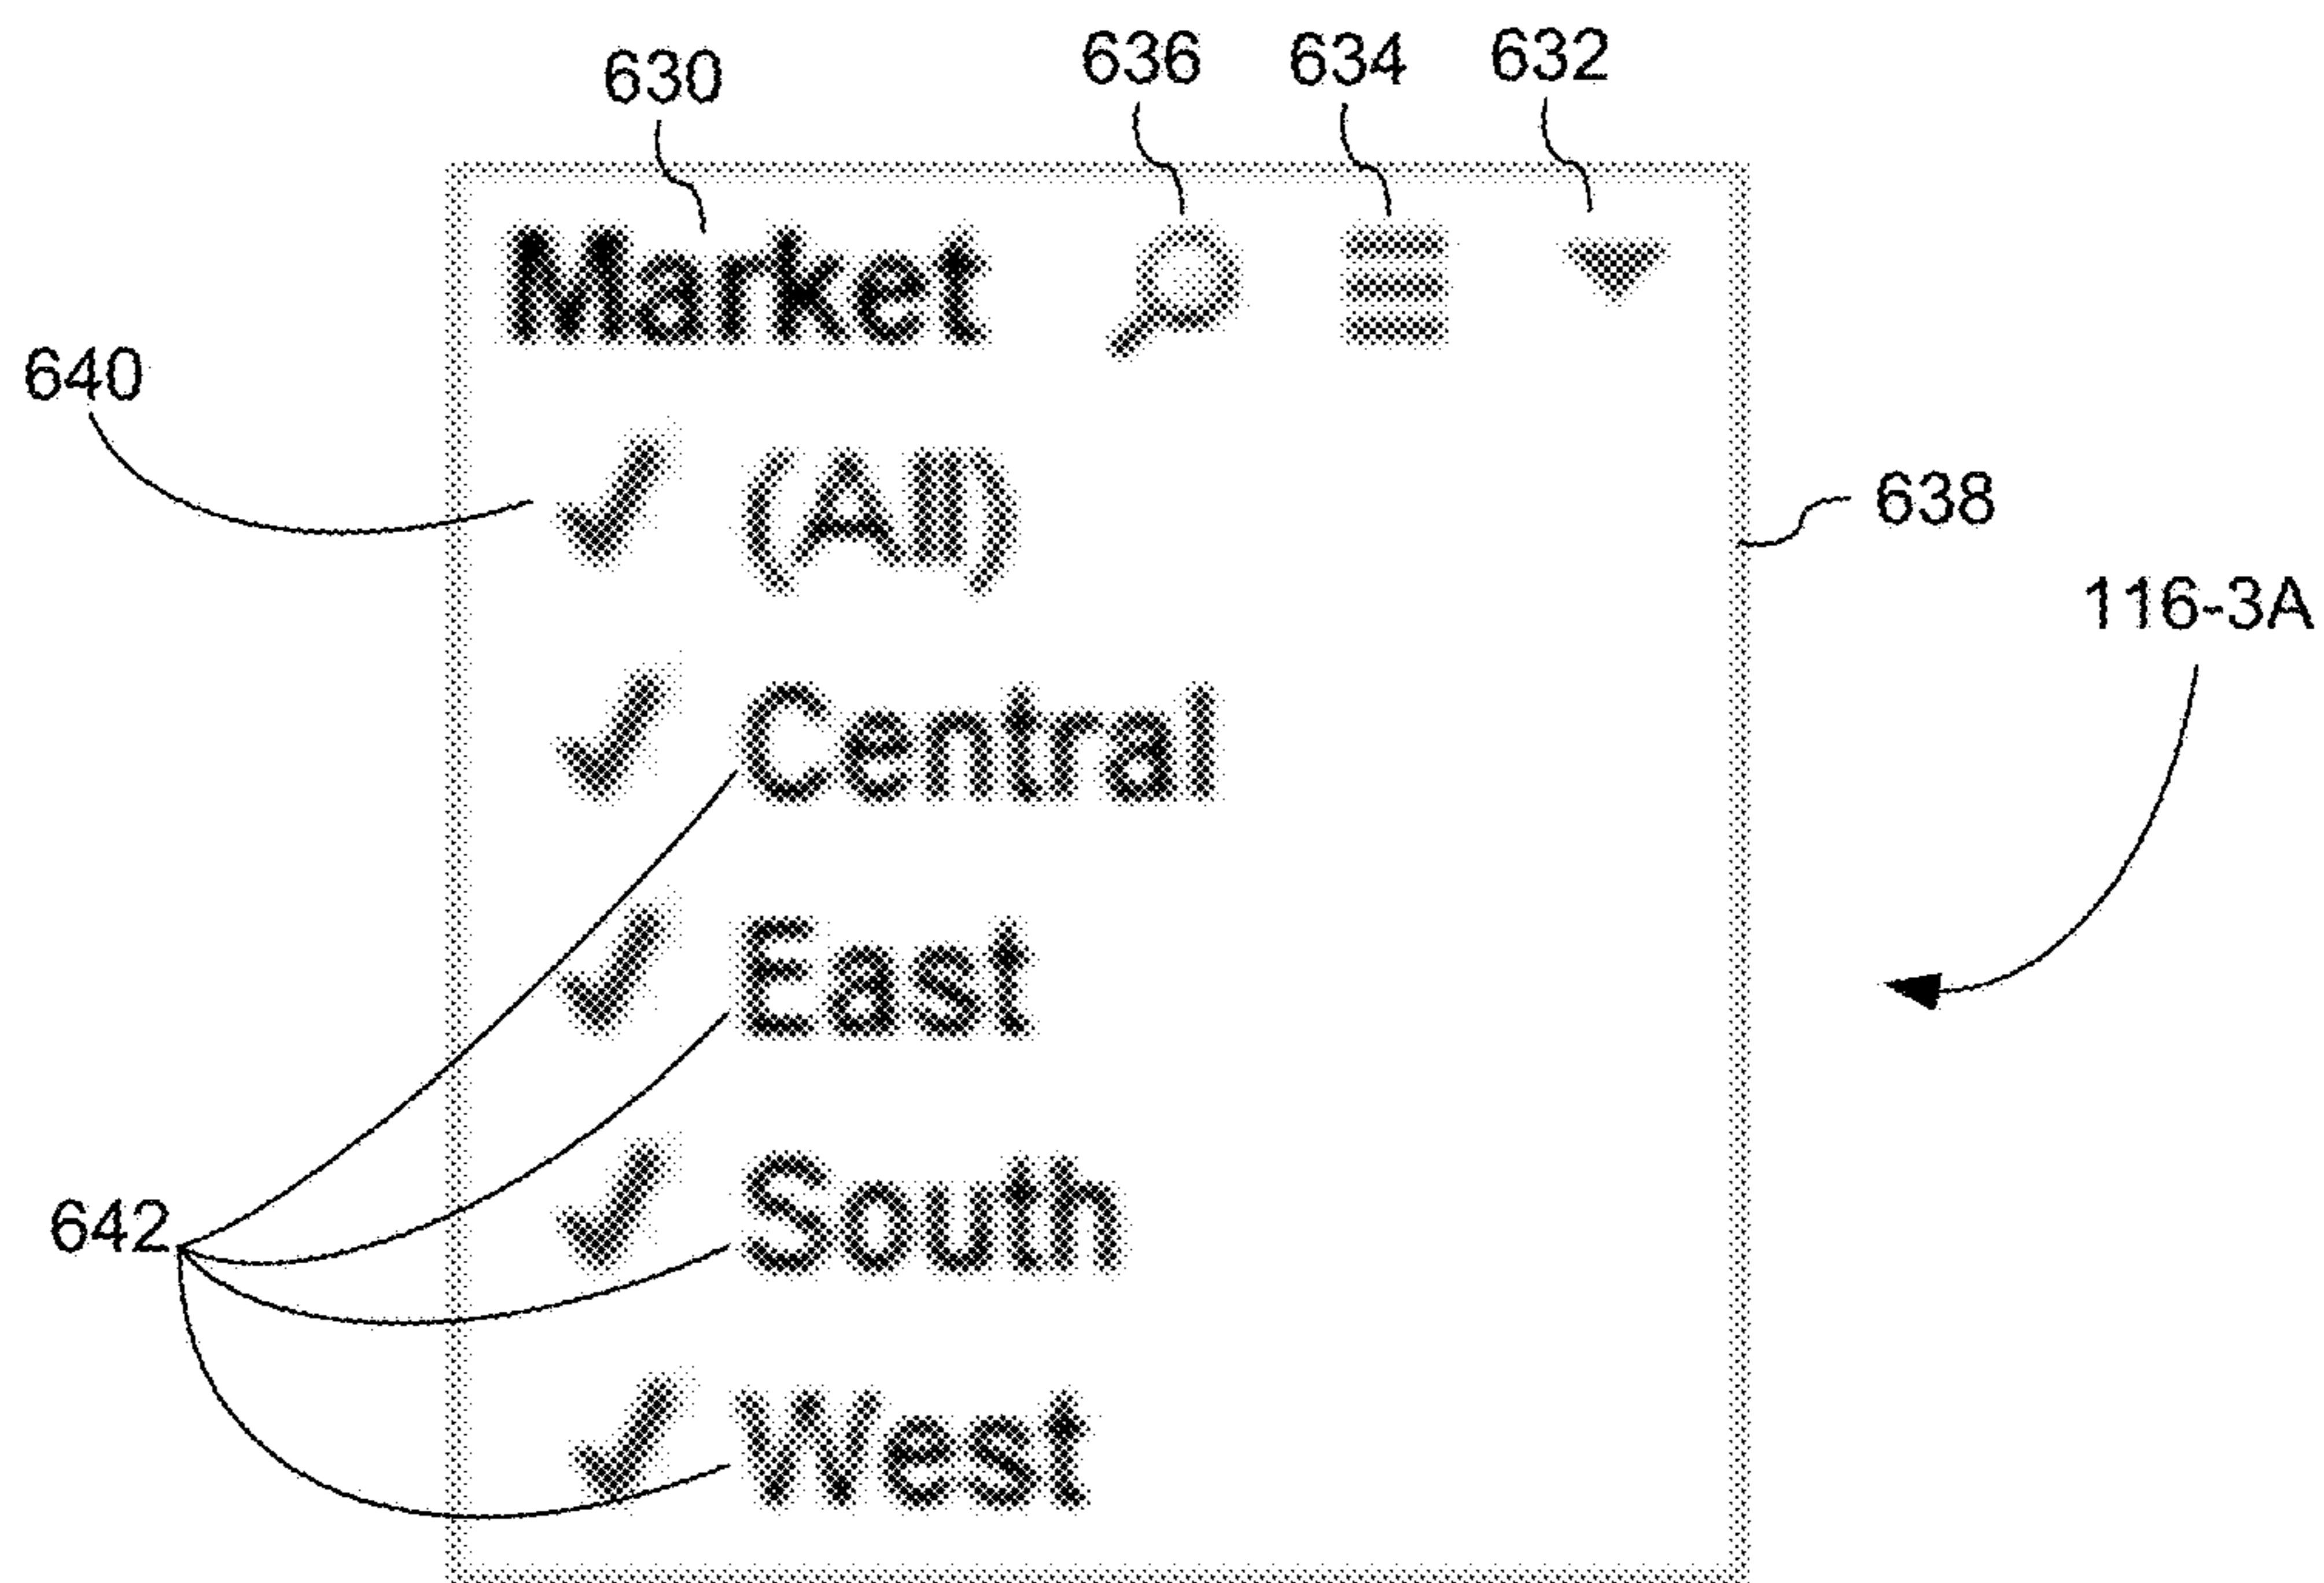 630 636 634 632
Market
640
(All)
638
116-3A
Central
East
642
South
West